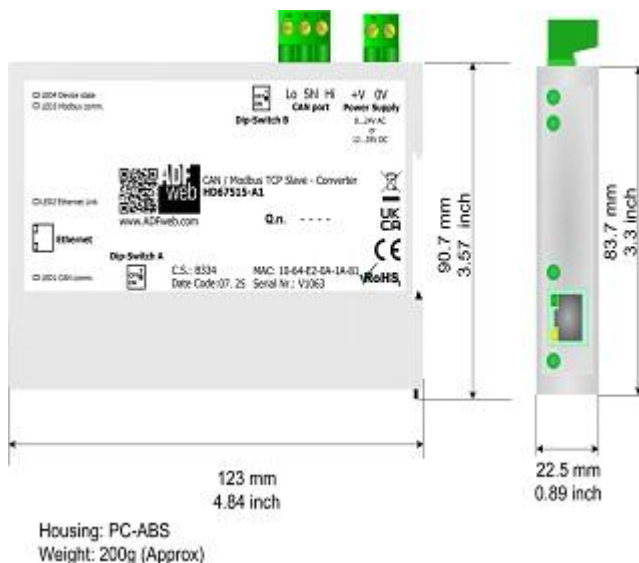 LED4 Device state
LED3 Modbus comm.
Lo Shl Hi
CAN port
+V 0V
Power Supply
8...24V AC
or
12...35V DC
Dip-Switch B
ADF
web
www.ADFweb.com
CAN / Modbus TCP Slave - Converter
HD67515-A1
Q.n. - - - -
LED2 Ethernet Link
Ethernet
Dip-Switch A
LED1 CAN comm.
C.S.: 8334
Date Code:07. 25
MAC: 10-64-E2-0A-1A-81
Serial Nr.: V1063
UK
CA
CE
RoHS
90.7 mm
3.57 inch
83.7 mm
3.3 inch
123 mm
4.84 inch
22.5 mm
0.89 inch
Housing: PC-ABS
Weight: 200g (Approx)